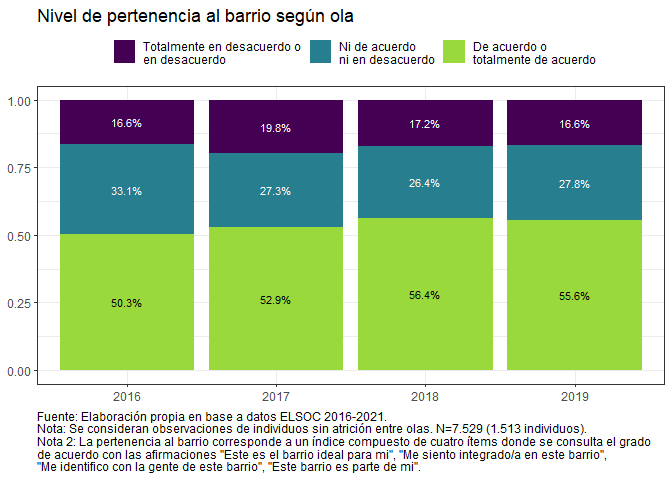 Nivel de pertenencia al barrio según ola
Totalmente en desacuerdo o
en desacuerdo
Ni de acuerdo
ni en desacuerdo
De acuerdo o
totalmente de acuerdo
1.00
0.75
0.50
0.25
0.00
16.6%
19.8%
17.2%
16.6%
33.1%
27.3%
26.4%
27.8%
50.3%
52.9%
56.4%
55.6%
2016
2017
2018
2019
Fuente: Elaboración propia en base a datos ELSOC 2016-2021.
Nota: Se consideran observaciones de individuos sin atrición entre olas. N=7.529 (1.513 individuos).
Nota 2: La pertenencia al barrio corresponde a un índice compuesto de cuatro ítems donde se consulta el grado
de acuerdo con las afirmaciones "Este es el barrio ideal para mi", "Me siento integrado/a en este barrio",
"Me identifico con la gente de este barrio", "Este barrio es parte de mi".